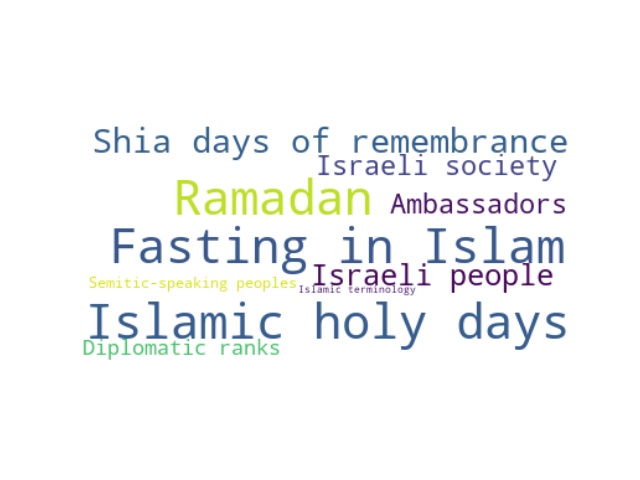 Shia days of remembrance
Israeli society
Ramadan
Ambassadors
Fasting in Islam
Israeli people
Semitic-speaking peoples
Islamic terminology
Islamic holy days
Diplomatic ranks